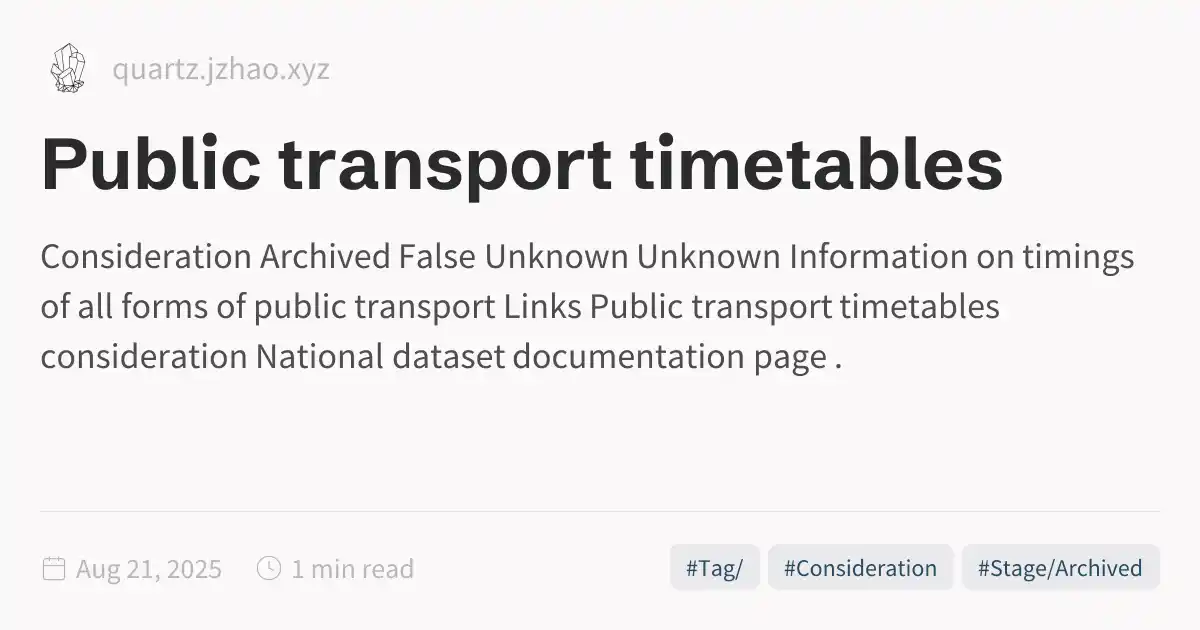 quartz.jzhao.xyz
Public transport timetables
Consideration Archived False Unknown Unknown Information on timings
of all forms of public transport Links Public transport timetables
consideration National dataset documentation page .
Aug 21, 2025 1 min read #Tag/ #Consideration #Stage/Archived